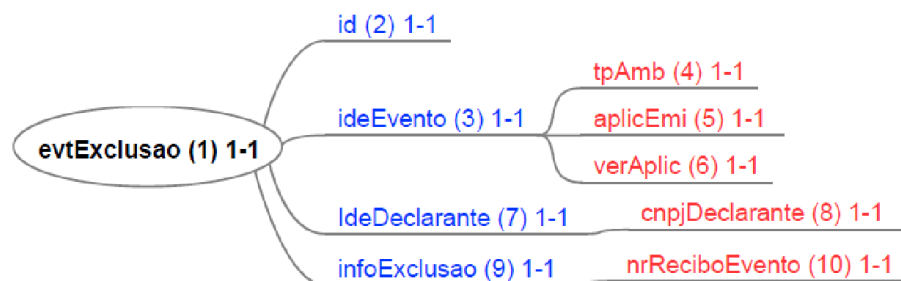 evtExclusao (1) 1-1
id (2) 1-1
ideEvento (3) 1-1
tpAmb (4) 1-1
aplicEmi (5) 1-1
verAplic (6) 1-1
IdeDeclarante (7) 1-1
cnpjDeclarante (8) 1-1
infoExclusao (9) 1-1
nrReciboEvento (10) 1-1